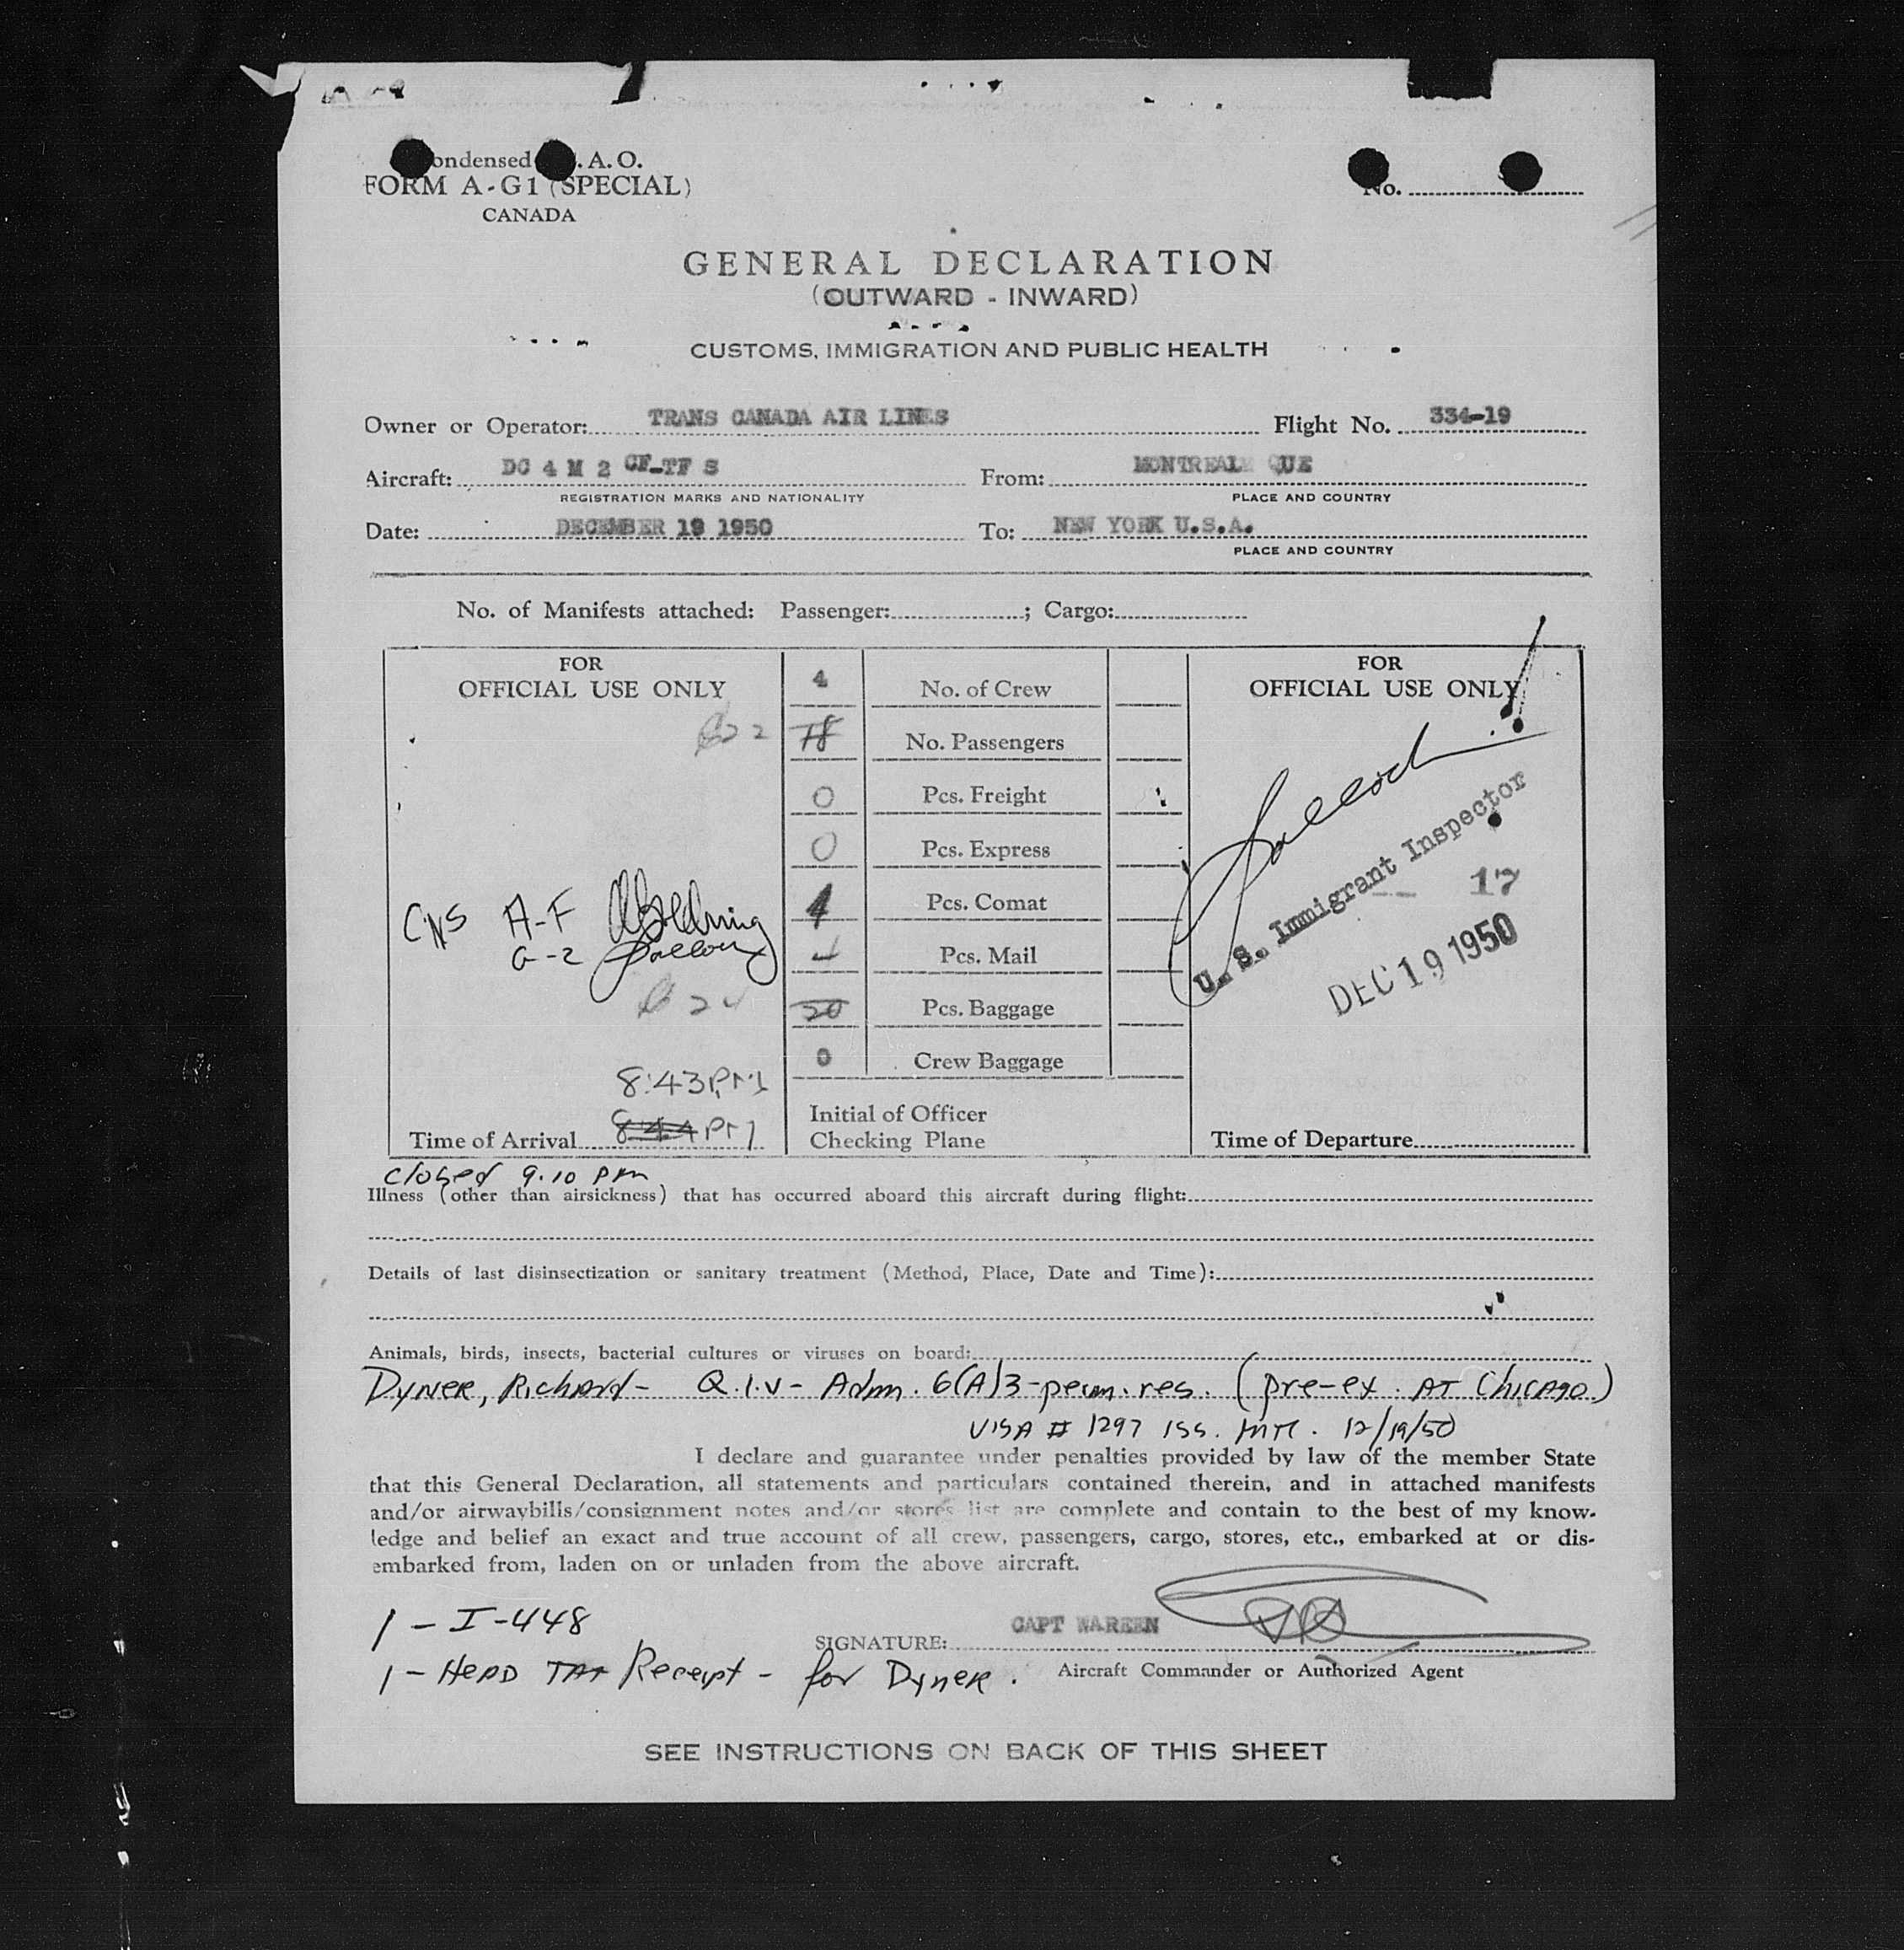 ondensed .A.O.
FORM A-G1 (SPECIAL)
CANADA
No.
GENERAL DECLARATION
(OUTWARD - INWARD)
CUSTOMS, IMMIGRATION AND PUBLIC HEALTH
Owner or Operator: TRANS CANADA AIR LINES Flight No. 334-19
Aircraft: DC 4 M 2 CF-TF S From: MONTREAL QUE
REGISTRATION MARKS AND NATIONALITY PLACE AND COUNTRY
Date: DECEMBER 19 1950 To: NEW YORK U.S.A.
PLACE AND COUNTRY
No. of Manifests attached: Passenger: ; Cargo:
FOR
OFFICIAL USE ONLY
22
CNS A-F
G-2
8:43 PM
Time of Arrival 8:44 PM
4 No. of Crew
18 No. Passengers
0 Pcs. Freight
0 Pcs. Express
4 Pcs. Comat
Pcs. Mail
20 Pcs. Baggage
0 Crew Baggage
Initial of Officer
Checking Plane
FOR
OFFICIAL USE ONLY
U. S. Immigrant Inspector
17
DEC 19 1950
Time of Departure
closed 9.10 PM
Illness (other than airsickness) that has occurred aboard this aircraft during flight:
Details of last disinsectization or sanitary treatment (Method, Place, Date and Time):
Animals, birds, insects, bacterial cultures or viruses on board:
Dyner, Richard - Q.I.V - Adm. 6(A)3 - perm. res. (pre-ex. AT Chicago)
VISA # 1297 ISS. MTL. 12/19/50
I declare and guarantee under penalties provided by law of the member State
that this General Declaration, all statements and particulars contained therein, and in attached manifests
and/or airwaybills/consignment notes and/or stores list are complete and contain to the best of my know-
ledge and belief an exact and true account of all crew, passengers, cargo, stores, etc., embarked at or dis-
embarked from, laden on or unladen from the above aircraft.
1 - I-448
SIGNATURE: CAPT WAREEN
1 - HEAD TAX Receipt - for Dyner.
Aircraft Commander or Authorized Agent
SEE INSTRUCTIONS ON BACK OF THIS SHEET